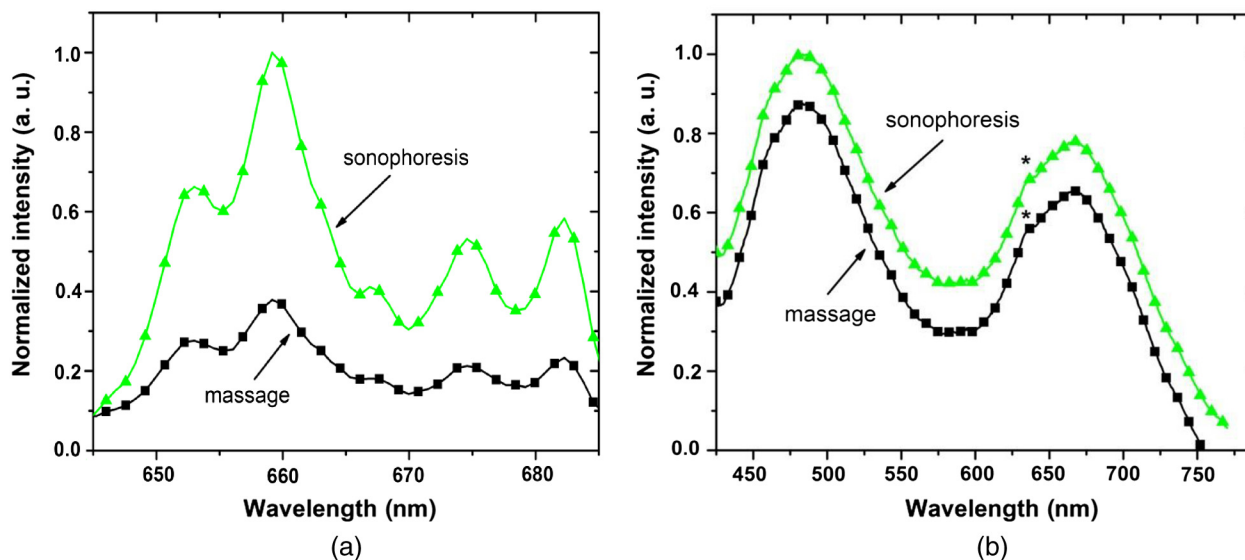 Normalized intensity (a. u.)
1.0
0.8
0.6
0.4
0.2
0.0
sonophoresis
massage
650
660
670
680
Wavelength (nm)
(a)
Normalized intensity (a. u.)
1.0
0.8
0.6
0.4
0.2
0.0
sonophoresis
*
*
massage
450
500
550
600
650
700
750
Wavelength (nm)
(b)